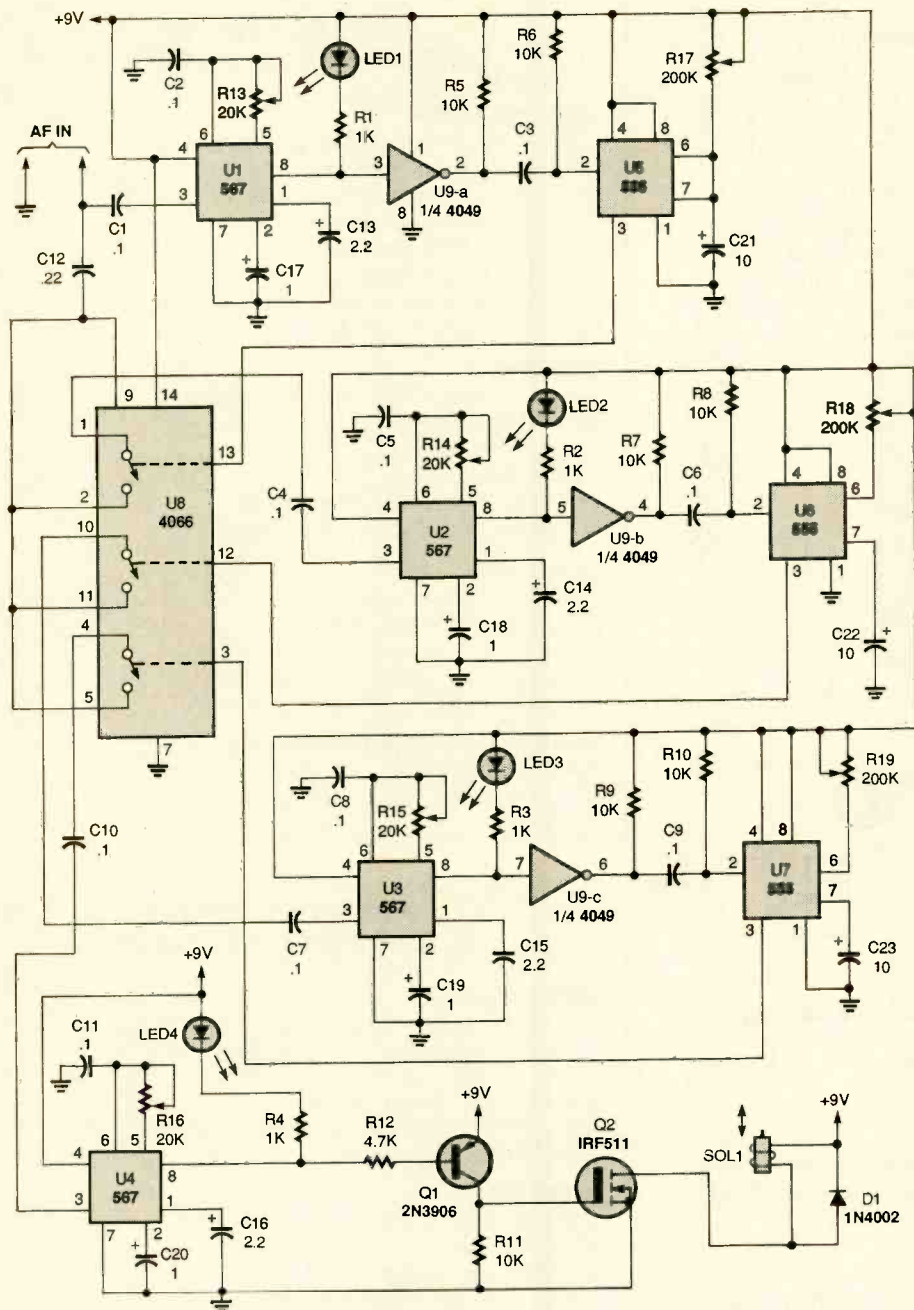 +9V
C2
.1
R13
20K
LED1
R1
1K
R5
10K
R6
10K
C3
.1
R17
200K
AF IN
6
5
4
U1
567
8
1
3
7
2
C1
.1
C12
.22
C17
1
C13
2.2
3
1
2
8
U9-a
1/4 4049
2
4
8
U5
6
7
3
1
C21
10
9
14
1
2
10
11
4
5
13
12
3
7
U8
4066
C5
.1
R14
20K
LED2
R2
1K
R7
10K
R8
10K
C6
.1
R18
200K
C4
.1
6
5
4
U2
567
8
1
3
7
2
C18
1
C14
2.2
5
4
U9-b
1/4 4049
2
4
8
U6
6
7
3
1
C22
10
C8
.1
R15
20K
LED3
R3
1K
R9
10K
R10
10K
C9
.1
R19
200K
C10
.1
6
5
4
U3
567
8
1
3
7
2
C7
.1
C19
1
C15
2.2
7
6
U9-c
1/4 4049
2
4
8
U7
555
6
7
3
1
C23
10
+9V
LED4
C11
.1
R16
20K
6
5
4
U4
567
8
1
3
7
2
C20
1
C16
2.2
R4
1K
R12
4.7K
+9V
Q1
2N3906
R11
10K
Q2
IRF511
SOL1
+9V
D1
1N4002